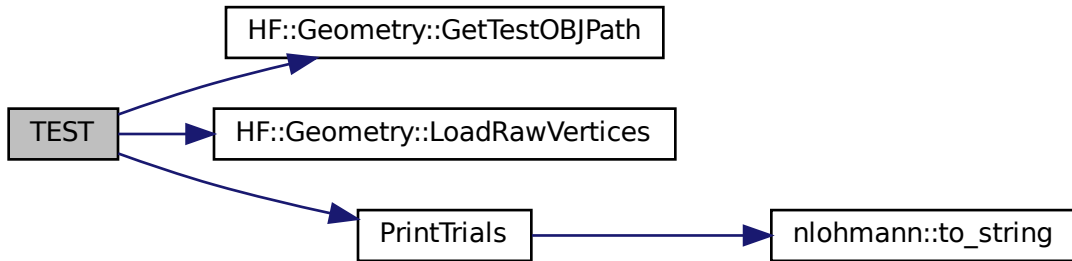 HF::Geometry::GetTestOBJPath
TEST
HF::Geometry::LoadRawVertices
PrintTrials
nlohmann::to_string